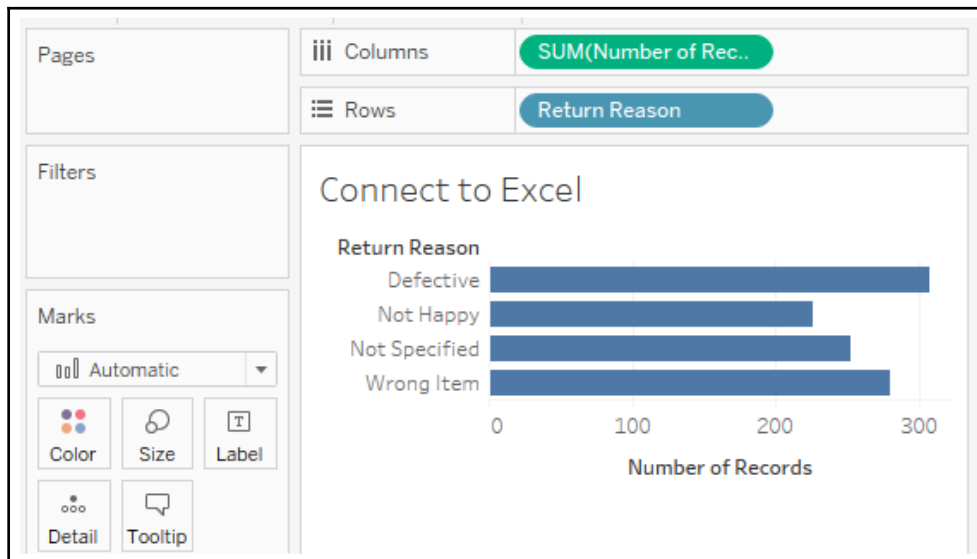 Pages
Columns
SUM(Number of Rec..
Rows
Return Reason
Filters
Marks
Automatic
Color
Size
T
Label
Detail
Tooltip
Connect to Excel
Return Reason
Defective
Not Happy
Not Specified
Wrong Item
0 100 200 300
Number of Records